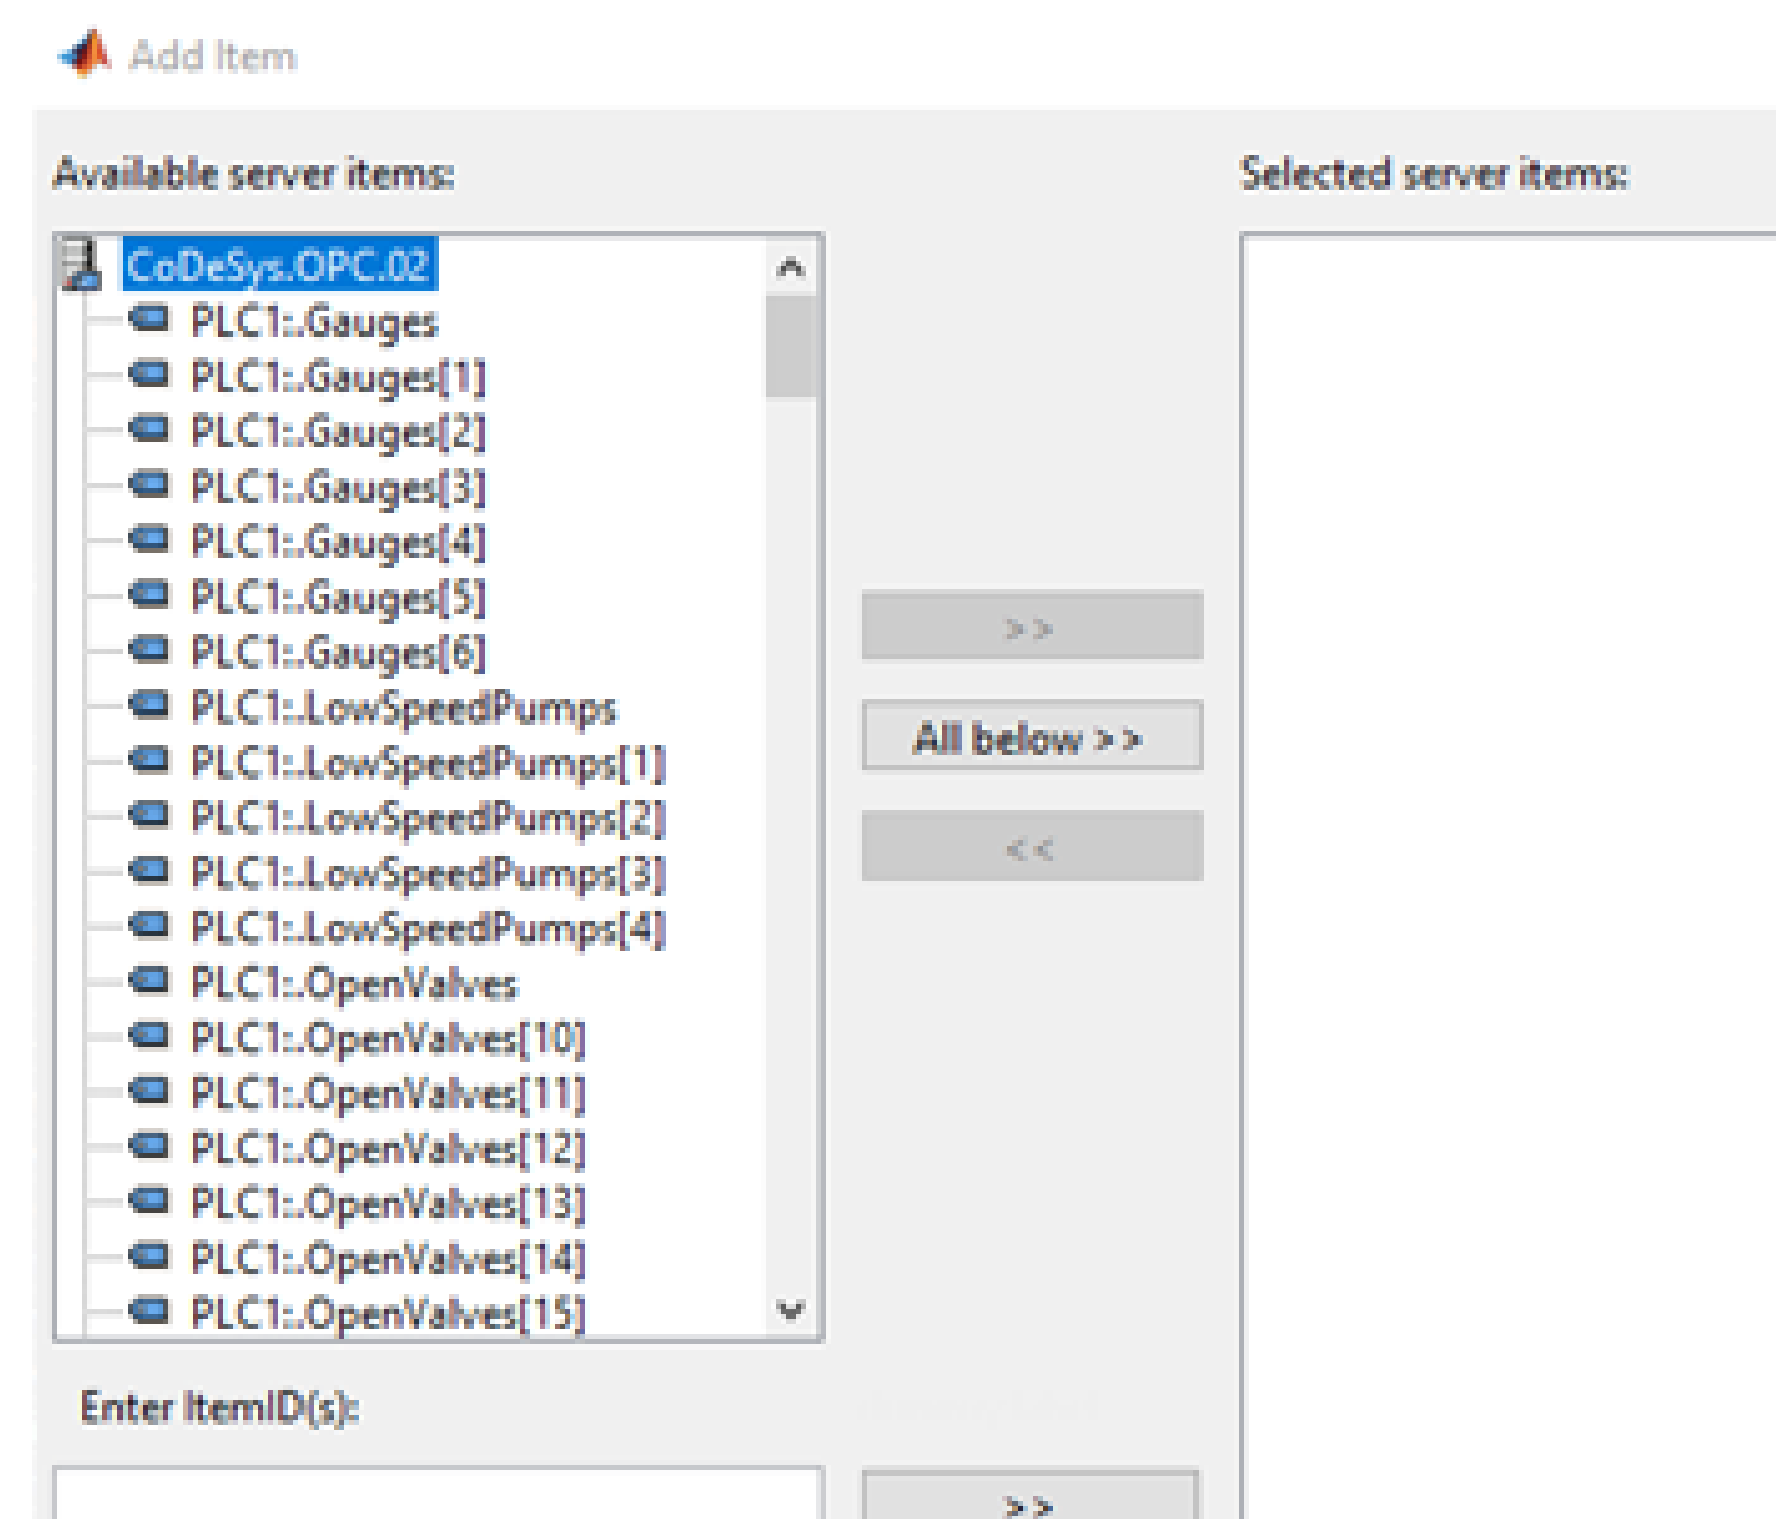 Add Item
Available server items:
CoDeSys.OPC.02
PLC1:.Gauges
PLC1:.Gauges[1]
PLC1:.Gauges[2]
PLC1:.Gauges[3]
PLC1:.Gauges[4]
PLC1:.Gauges[5]
PLC1:.Gauges[6]
PLC1:.LowSpeedPumps
PLC1:.LowSpeedPumps[1]
PLC1:.LowSpeedPumps[2]
PLC1:.LowSpeedPumps[3]
PLC1:.LowSpeedPumps[4]
PLC1:.OpenValves
PLC1:.OpenValves[10]
PLC1:.OpenValves[11]
PLC1:.OpenValves[12]
PLC1:.OpenValves[13]
PLC1:.OpenValves[14]
PLC1:.OpenValves[15]
Enter ItemID(s):
>>
All below >>
<<
>>
Selected server items: